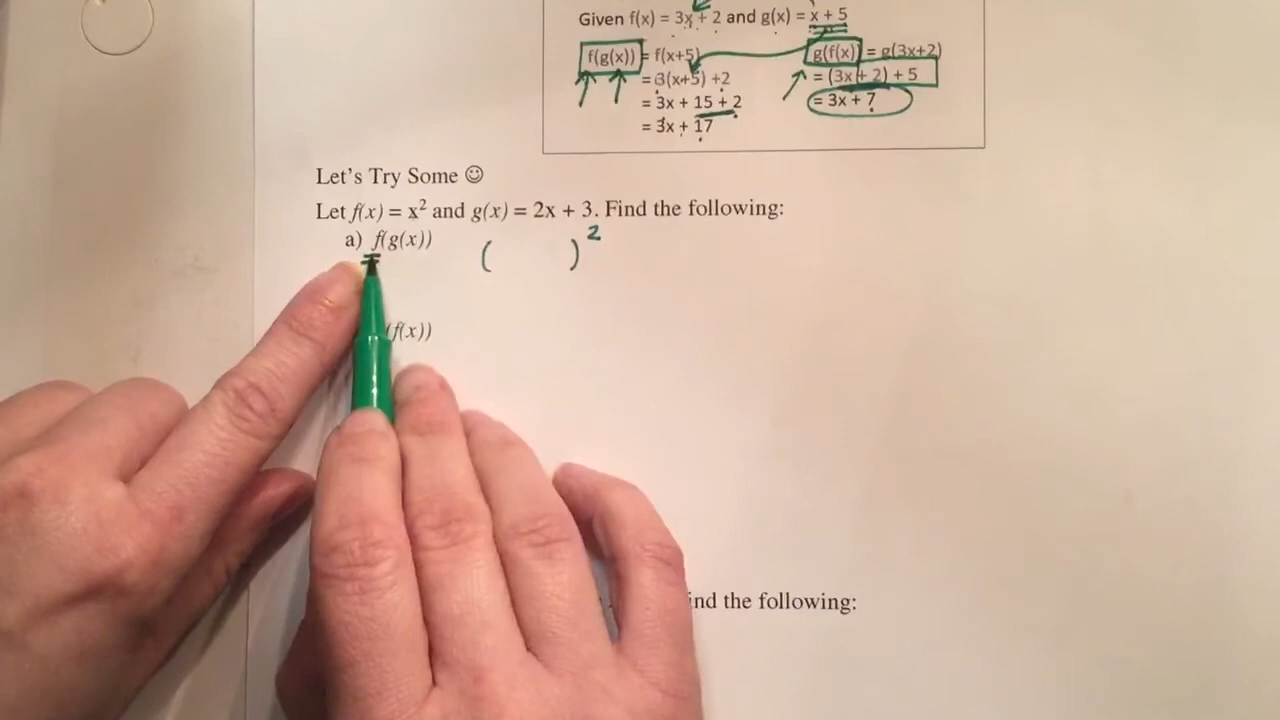 Given f(x) = 3x + 2 and g(x) = x + 5
f(g(x)) = f(x+5)
= 3(x+5) +2
= 3x + 15 + 2
= 3x + 17
g(f(x)) = g(3x+2)
= (3x + 2) + 5
= 3x + 7
Let's Try Some ☺
Let f(x) = x² and g(x) = 2x + 3. Find the following:
a) f(g(x)) ( )²
(f(x))
ind the following: